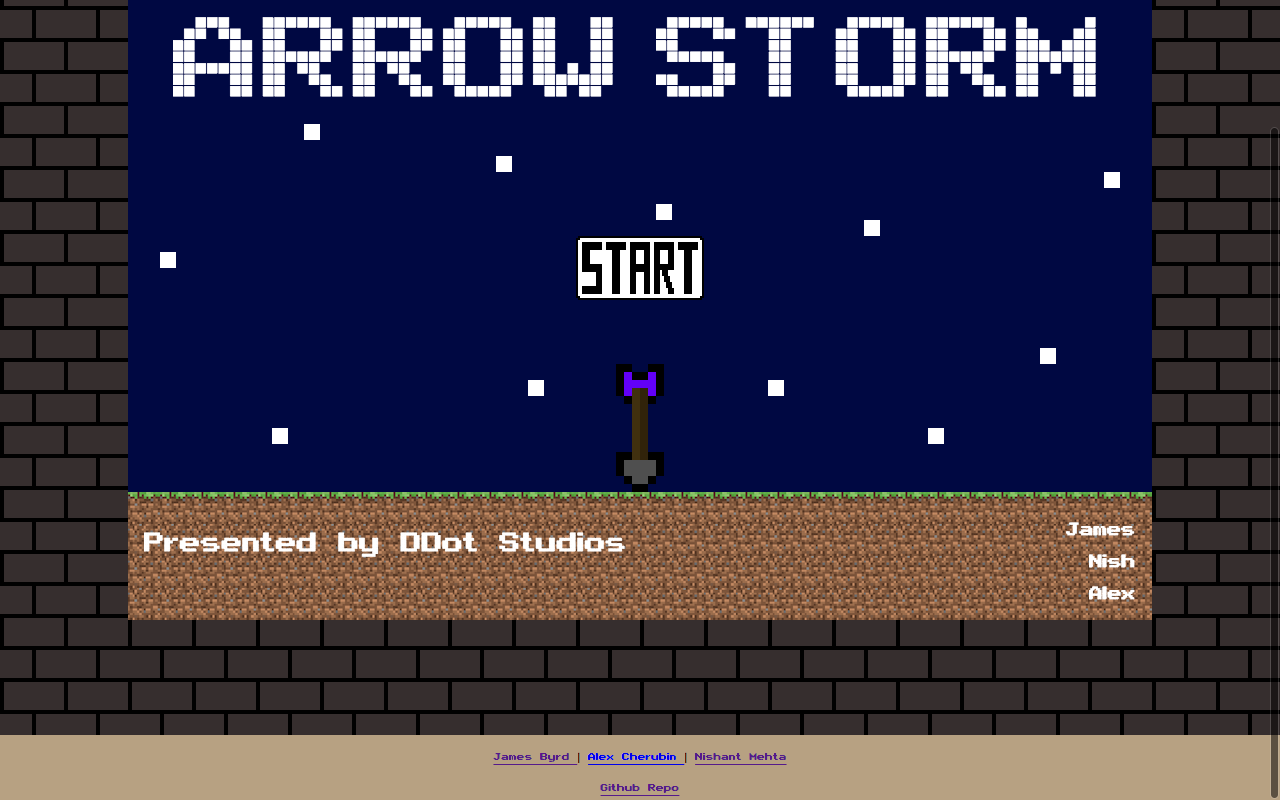 ARROW STORM
START
Presented by DDot Studios
James
Nish
Alex
James Byrd | Alex Cherubin | Nishant Mehta
Github Repo